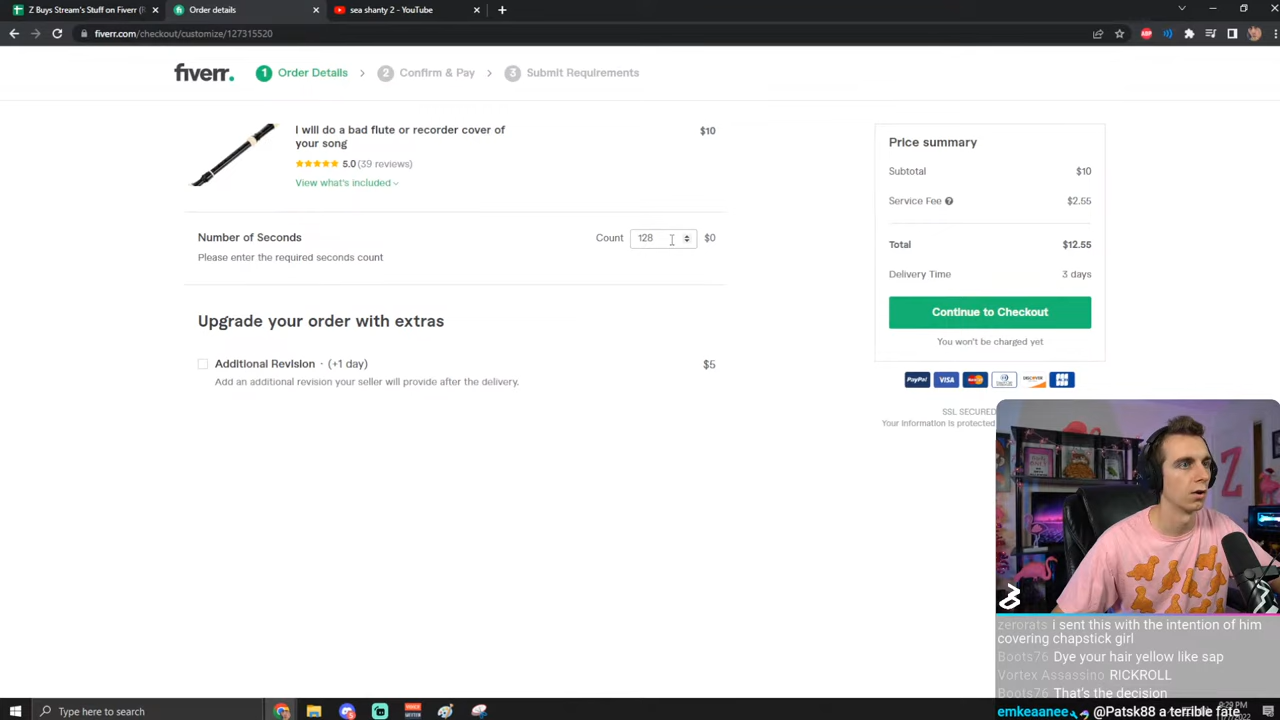 Z Buys Stream's Stuff on Fiverr (
Order details
sea shanty 2 - YouTube
fiverr.com/checkout/customize/127315520
fiverr.
1 Order Details
2 Confirm & Pay
3 Submit Requirements
I will do a bad flute or recorder cover of
your song
$10
5.0 (39 reviews)
View what's included
Number of Seconds
Count 128 $0
Please enter the required seconds count
Upgrade your order with extras
Additional Revision · (+1 day)
$5
Add an additional revision your seller will provide after the delivery.
Price summary
Subtotal $10
Service Fee $2.55
Total $12.55
Delivery Time 3 days
Continue to Checkout
You won't be charged yet
PayPal VISA
DISCOVER
SSL SECURED
Your Information is protected
zerorats i sent this with the intention of him
covering chapstick girl
Boots76 Dye your hair yellow like sap
Vortex Assassino RICKROLL
Boots76 That's the decision
emkeaanee @Patsk88 a terrible fate
Type here to search